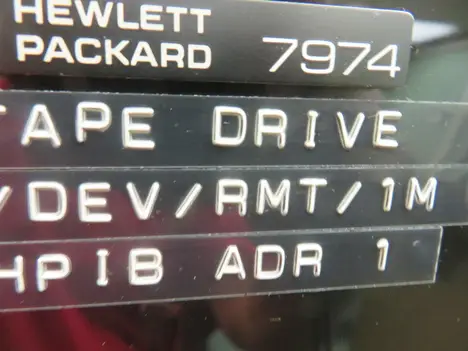 HEWLETT
PACKARD 7974
TAPE DRIVE
/DEV/RMT/1M
HPIB ADR 1